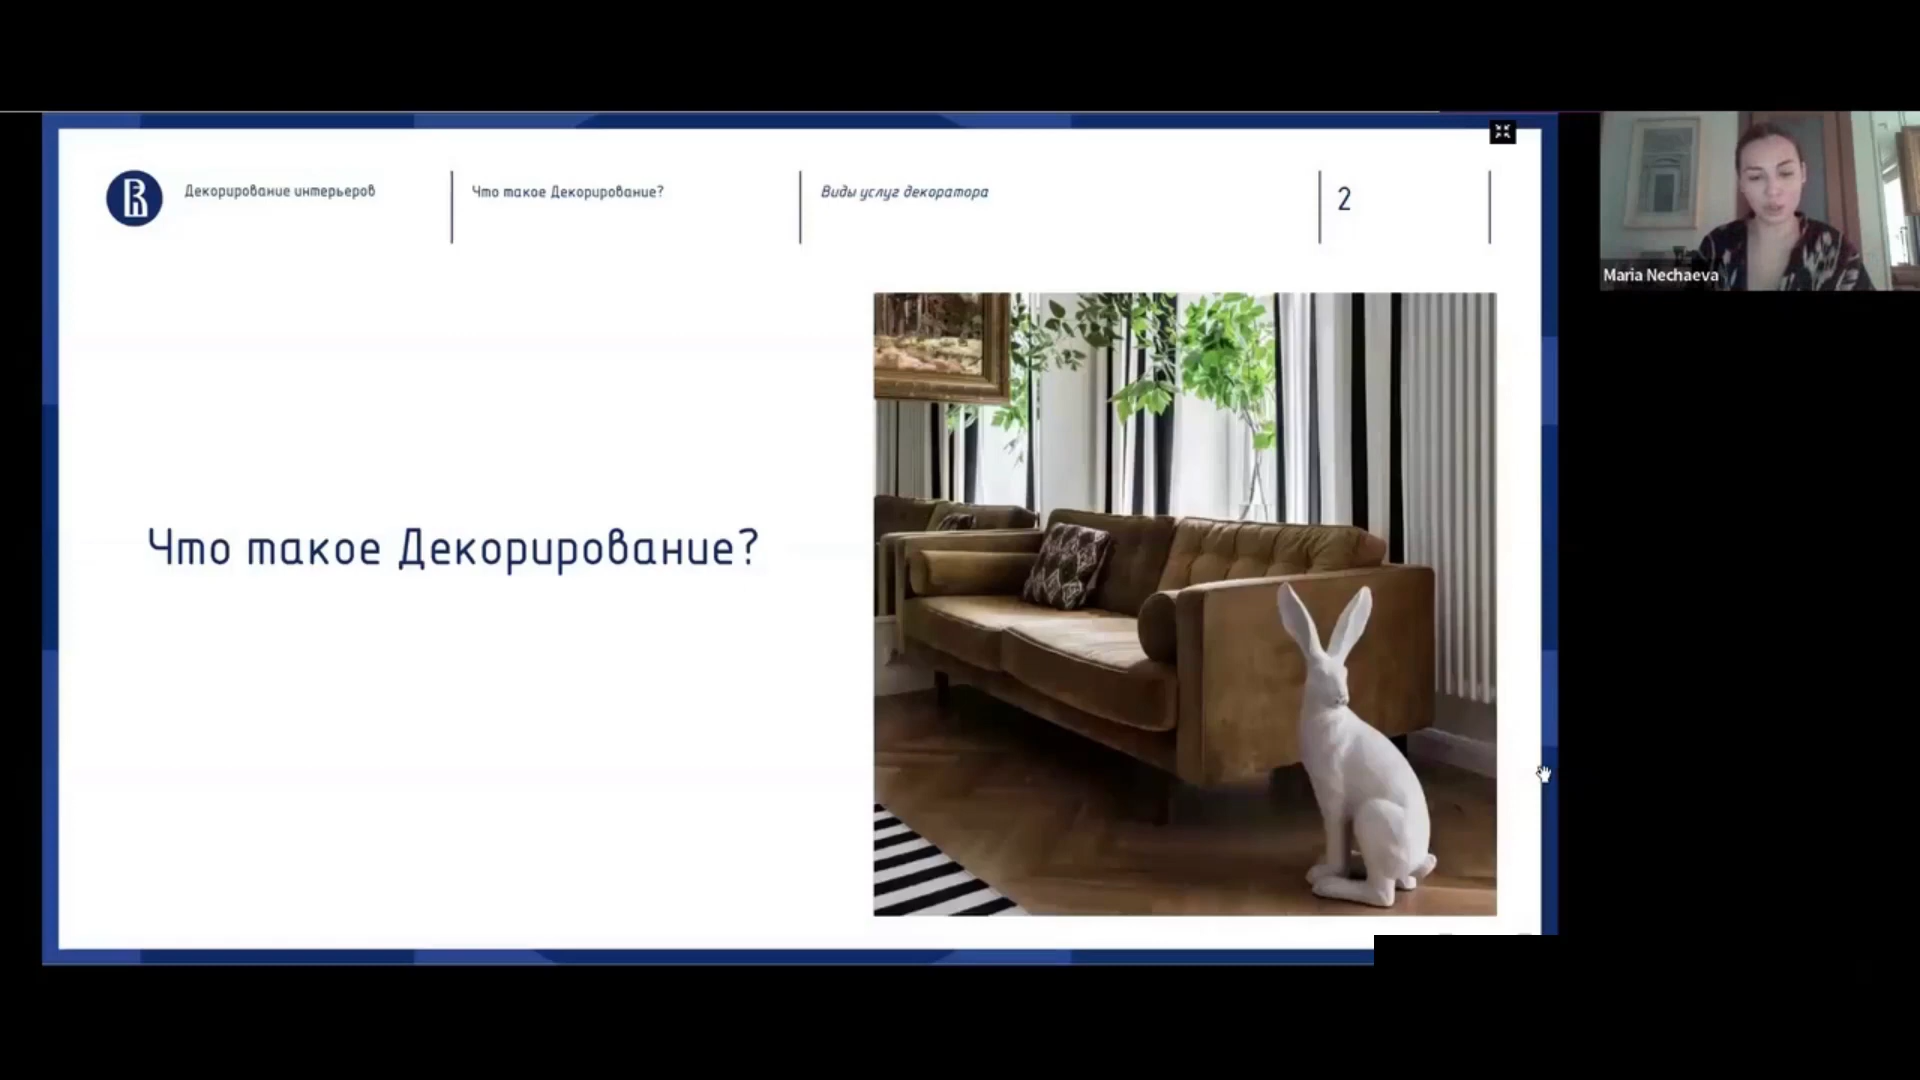 Декорирование интерьеров
Что такое Декорирование?
Виды услуг декоратора
2
Maria Nechaeva
Что такое Декорирование?